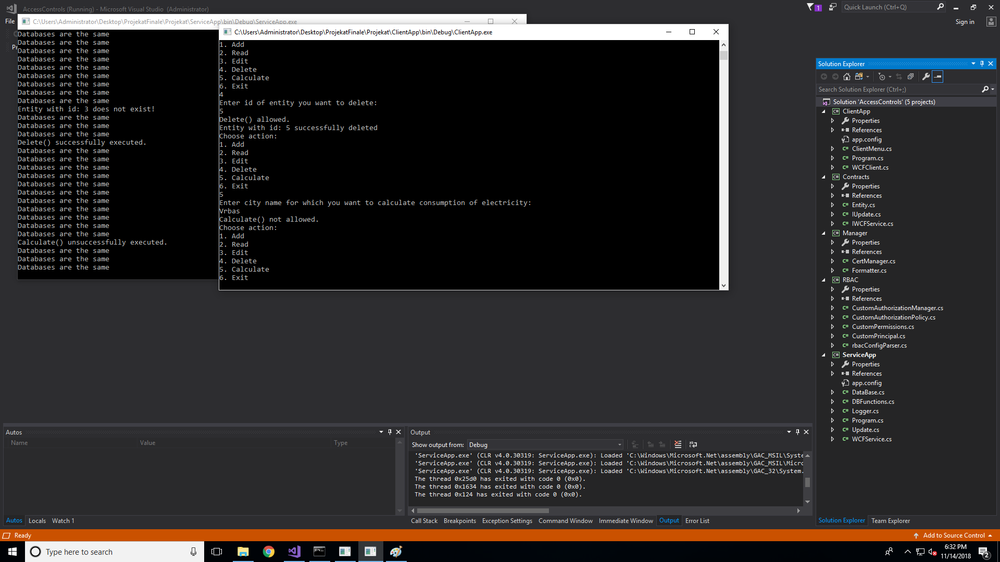 AccessControls (Running) - Microsoft Visual Studio (Administrator)
1
Quick Launch (Ctrl+Q)
File
Sign in
C:\Users\Administrator\Desktop\ProjekatFinale\Projekat\ServiceApp\bin\Debug\ServiceApp.exe
Pr
Databases are the same
Databases are the same
Databases are the same
Databases are the same
Databases are the same
Databases are the same
Databases are the same
Databases are the same
Databases are the same
Entity with id: 3 does not exist!
Databases are the same
Databases are the same
Databases are the same
Delete() successfully executed.
Databases are the same
Databases are the same
Databases are the same
Databases are the same
Databases are the same
Databases are the same
Databases are the same
Databases are the same
Databases are the same
Databases are the same
Databases are the same
Calculate() unsuccessfully executed.
Databases are the same
Databases are the same
Databases are the same
C:\Users\Administrator\Desktop\ProjekatFinale\Projekat\ClientApp\bin\Debug\ClientApp.exe
1. Add
2. Read
3. Edit
4. Delete
5. Calculate
6. Exit
4
Enter id of entity you want to delete:
5
Delete() allowed.
Entity with id: 5 successfully deleted
Choose action:
1. Add
2. Read
3. Edit
4. Delete
5. Calculate
6. Exit
5
Enter city name for which you want to calculate consumption of electricity:
Vrbas
Calculate() not allowed.
Choose action:
1. Add
2. Read
3. Edit
4. Delete
5. Calculate
6. Exit
Solution Explorer
Search Solution Explorer (Ctrl+;)
Solution 'AccessControls' (5 projects)
ClientApp
Properties
References
app.config
C# ClientMenu.cs
C# Program.cs
C# WCFClient.cs
Contracts
Properties
References
C# Entity.cs
C# IUpdate.cs
C# IWCFService.cs
Manager
Properties
References
C# CertManager.cs
C# Formatter.cs
RBAC
Properties
References
C# CustomAuthorizationManager.cs
C# CustomAuthorizationPolicy.cs
C# CustomPermissions.cs
C# CustomPrincipal.cs
C# rbacConfigParser.cs
ServiceApp
Properties
References
app.config
C# DataBase.cs
C# DBFunctions.cs
C# Logger.cs
C# Program.cs
C# Update.cs
C# WCFService.cs
Solution Explorer Team Explorer
Autos
Name Value Type
Autos Locals Watch 1
Output
Show output from: Debug
'ServiceApp.exe' (CLR v4.0.30319: ServiceApp.exe): Loaded 'C:\Windows\Microsoft.Net\assembly\GAC_MSIL\Syste
'ServiceApp.exe' (CLR v4.0.30319: ServiceApp.exe): Loaded 'C:\Windows\Microsoft.Net\assembly\GAC_MSIL\Micro
'ServiceApp.exe' (CLR v4.0.30319: ServiceApp.exe): Loaded 'C:\Windows\Microsoft.Net\assembly\GAC_32\System.
The thread 0x25d0 has exited with code 0 (0x0).
The thread 0x1634 has exited with code 0 (0x0).
The thread 0x124 has exited with code 0 (0x0).
Call Stack Breakpoints Exception Settings Command Window Immediate Window Output Error List
Ready
Add to Source Control
Type here to search
6:32 PM
11/14/2018
2